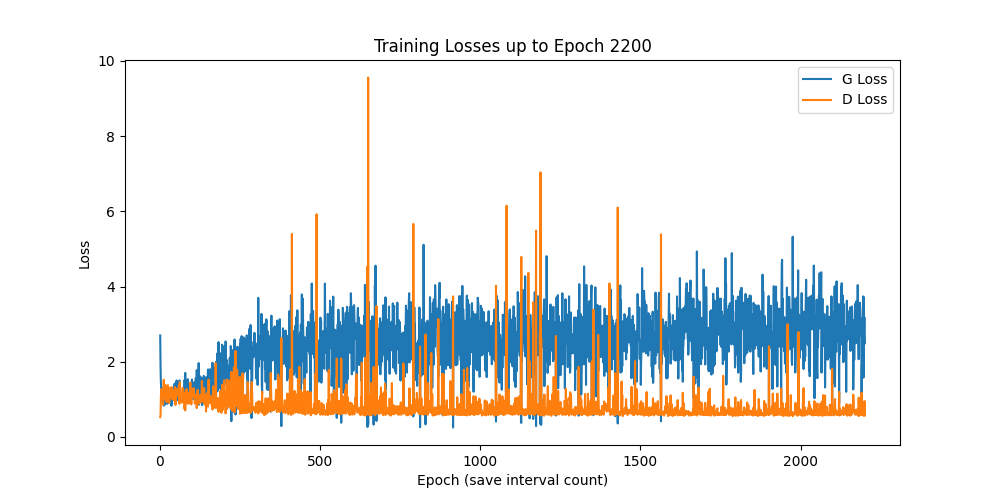 Training Losses up to Epoch 2200
G Loss
D Loss
Loss
10
8
6
4
2
0
0 500 1000 1500 2000
Epoch (save interval count)